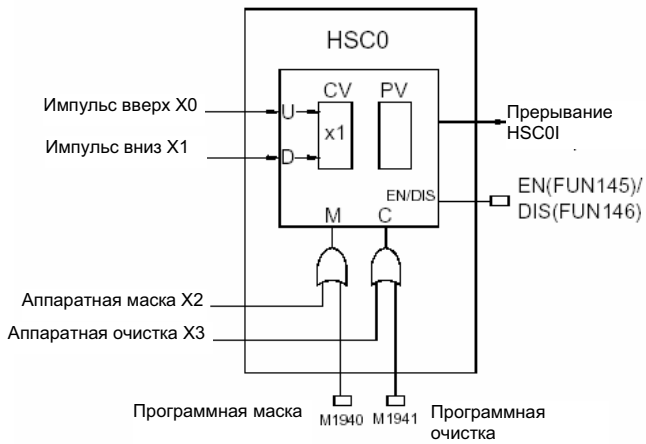 HSC0
CV PV
Импульс вверх X0
U
x1
Прерывание
HSC0I
Импульс вниз X1
D
EN/DIS
EN(FUN145)/
DIS(FUN146)
M C
Аппаратная маска X2
Аппаратная очистка X3
Программная маска
M1940
M1941
Программная
очистка